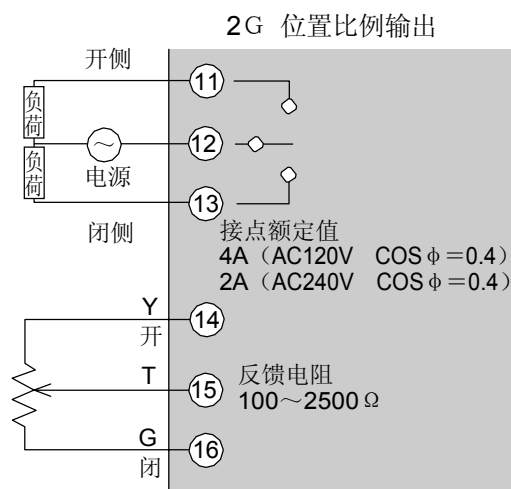 2G 位置比例输出
开侧
11
负荷
12
电源
负荷
13
闭侧
接点额定值
4A（AC120V COSφ＝0.4）
2A（AC240V COSφ＝0.4）
Y
14
开
T
15
反馈电阻
100～2500Ω
G
16
闭